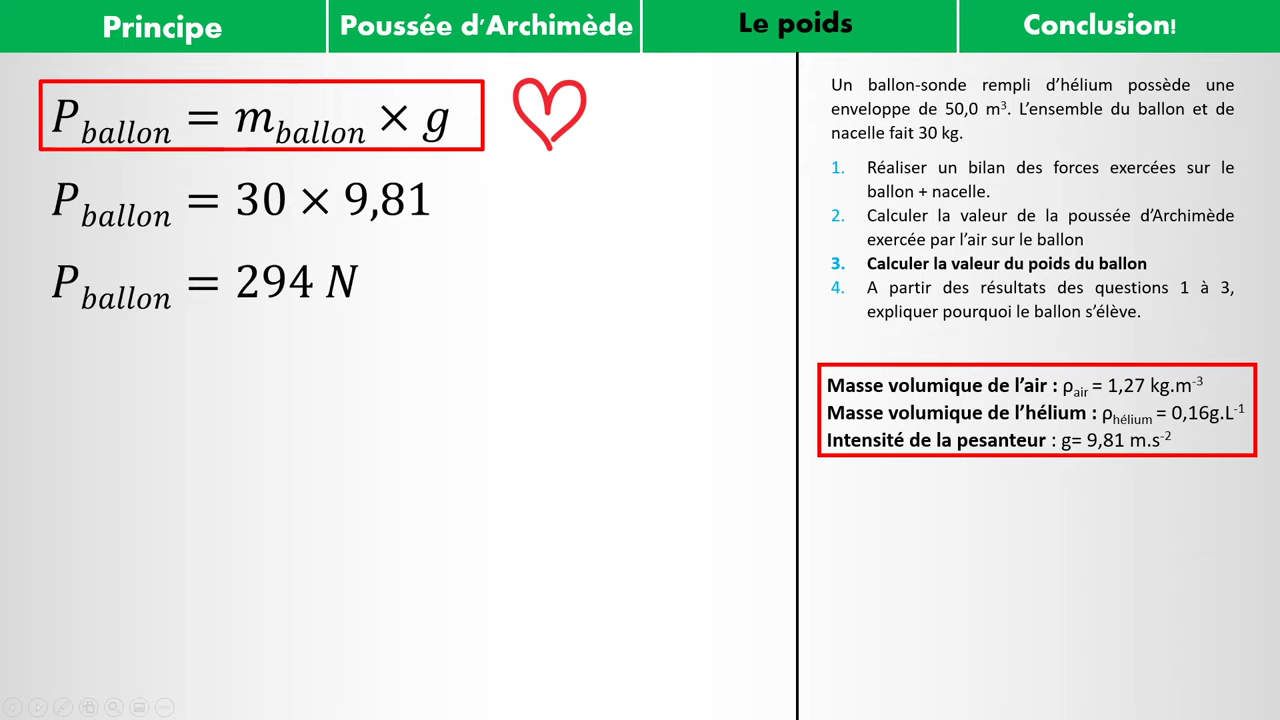 Principe
Poussée d'Archimède
Le poids
Conclusion!
P_ballon = m_ballon × g
P_ballon = 30 × 9,81
P_ballon = 294 N
Un ballon-sonde rempli d'hélium possède une
enveloppe de 50,0 m³. L'ensemble du ballon et de
nacelle fait 30 kg.
1. Réaliser un bilan des forces exercées sur le
ballon + nacelle.
2. Calculer la valeur de la poussée d'Archimède
exercée par l'air sur le ballon
3. Calculer la valeur du poids du ballon
4. A partir des résultats des questions 1 à 3,
expliquer pourquoi le ballon s'élève.
Masse volumique de l'air : ρ_air = 1,27 kg.m⁻³
Masse volumique de l'hélium : ρ_hélium = 0,16g.L⁻¹
Intensité de la pesanteur : g= 9,81 m.s⁻²